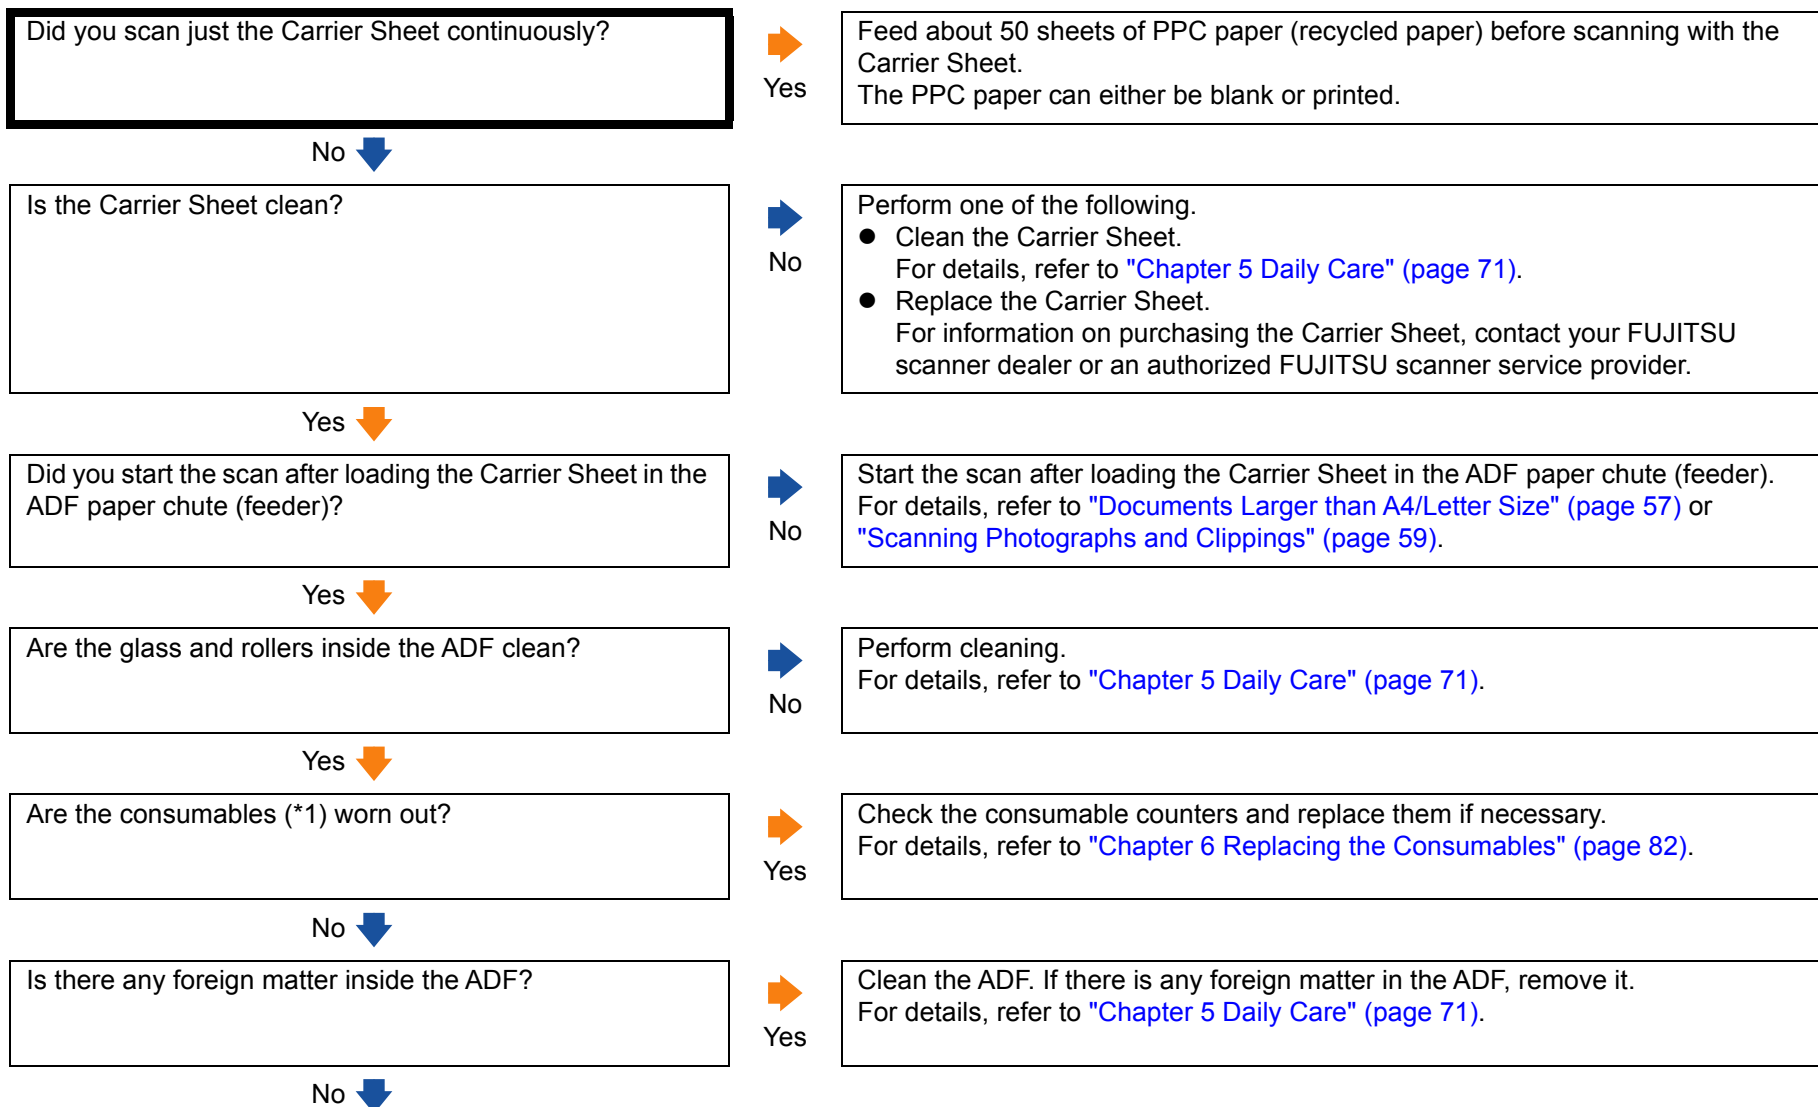 Did you scan just the Carrier Sheet continuously?
Yes
Feed about 50 sheets of PPC paper (recycled paper) before scanning with the
Carrier Sheet.
The PPC paper can either be blank or printed.
No
Is the Carrier Sheet clean?
No
Perform one of the following.
● Clean the Carrier Sheet.
For details, refer to "Chapter 5 Daily Care" (page 71).
● Replace the Carrier Sheet.
For information on purchasing the Carrier Sheet, contact your FUJITSU
scanner dealer or an authorized FUJITSU scanner service provider.
Yes
Did you start the scan after loading the Carrier Sheet in the
ADF paper chute (feeder)?
No
Start the scan after loading the Carrier Sheet in the ADF paper chute (feeder).
For details, refer to "Documents Larger than A4/Letter Size" (page 57) or
"Scanning Photographs and Clippings" (page 59).
Yes
Are the glass and rollers inside the ADF clean?
No
Perform cleaning.
For details, refer to "Chapter 5 Daily Care" (page 71).
Yes
Are the consumables (*1) worn out?
Yes
Check the consumable counters and replace them if necessary.
For details, refer to "Chapter 6 Replacing the Consumables" (page 82).
No
Is there any foreign matter inside the ADF?
Yes
Clean the ADF. If there is any foreign matter in the ADF, remove it.
For details, refer to "Chapter 5 Daily Care" (page 71).
No